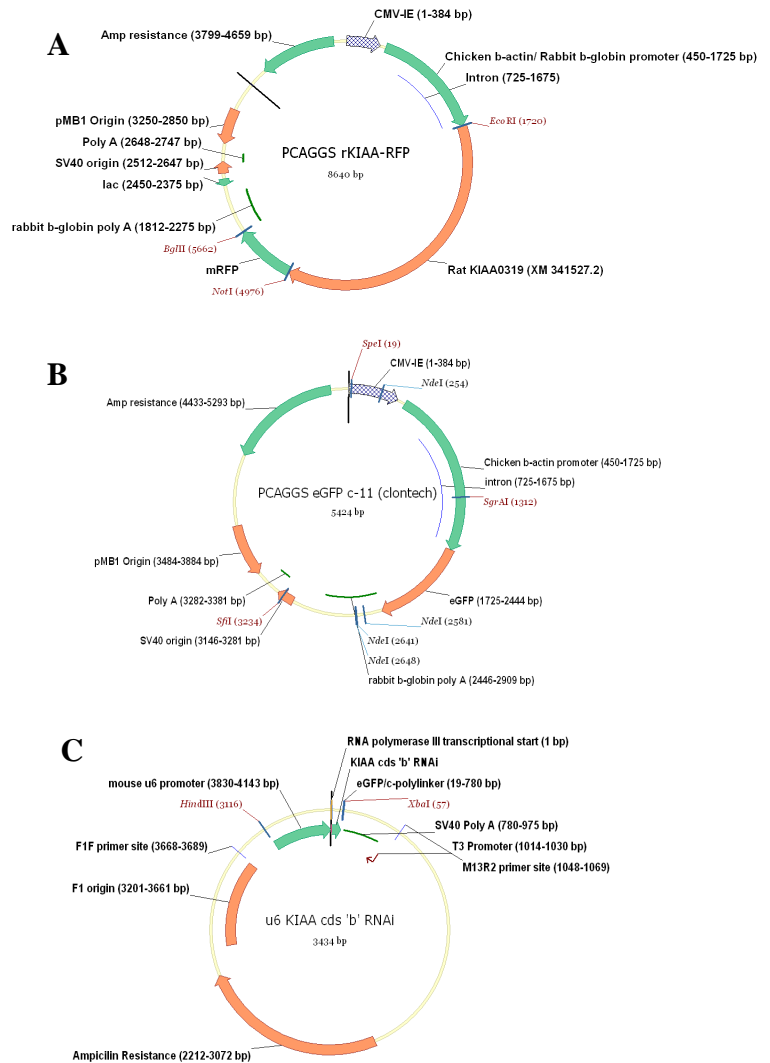 A
CMV-IE (1-384 bp)
Amp resistance (3799-4659 bp)
Chicken b-actin/ Rabbit b-globin promoter (450-1725 bp)
Intron (725-1675)
EcoRI (1720)
pMB1 Origin (3250-2850 bp)
Poly A (2648-2747 bp)
SV40 origin (2512-2647 bp)
lac (2450-2375 bp)
PCAGGS rKIAA-RFP
8640 bp
rabbit b-globin poly A (1812-2275 bp)
BglII (5662)
mRFP
NotI (4976)
Rat KIAA0319 (XM 341527.2)
B
SpeI (19)
CMV-IE (1-384 bp)
NdeI (254)
Amp resistance (4433-5293 bp)
Chicken b-actin promoter (450-1725 bp)
intron (725-1675 bp)
SgrAI (1312)
PCAGGS eGFP c-11 (clontech)
5424 bp
pMB1 Origin (3484-3884 bp)
Poly A (3282-3381 bp)
SfiI (3234)
SV40 origin (3146-3281 bp)
eGFP (1725-2444 bp)
NdeI (2581)
NdeI (2641)
NdeI (2648)
rabbit b-globin poly A (2446-2909 bp)
C
RNA polymerase III transcriptional start (1 bp)
KIAA cds 'b' RNAi
mouse u6 promoter (3830-4143 bp)
eGFP/c-polylinker (19-780 bp)
HindIII (3116)
XbaI (57)
SV40 Poly A (780-975 bp)
F1F primer site (3668-3689)
T3 Promoter (1014-1030 bp)
M13R2 primer site (1048-1069)
F1 origin (3201-3661 bp)
u6 KIAA cds 'b' RNAi
3434 bp
Ampicilin Resistance (2212-3072 bp)